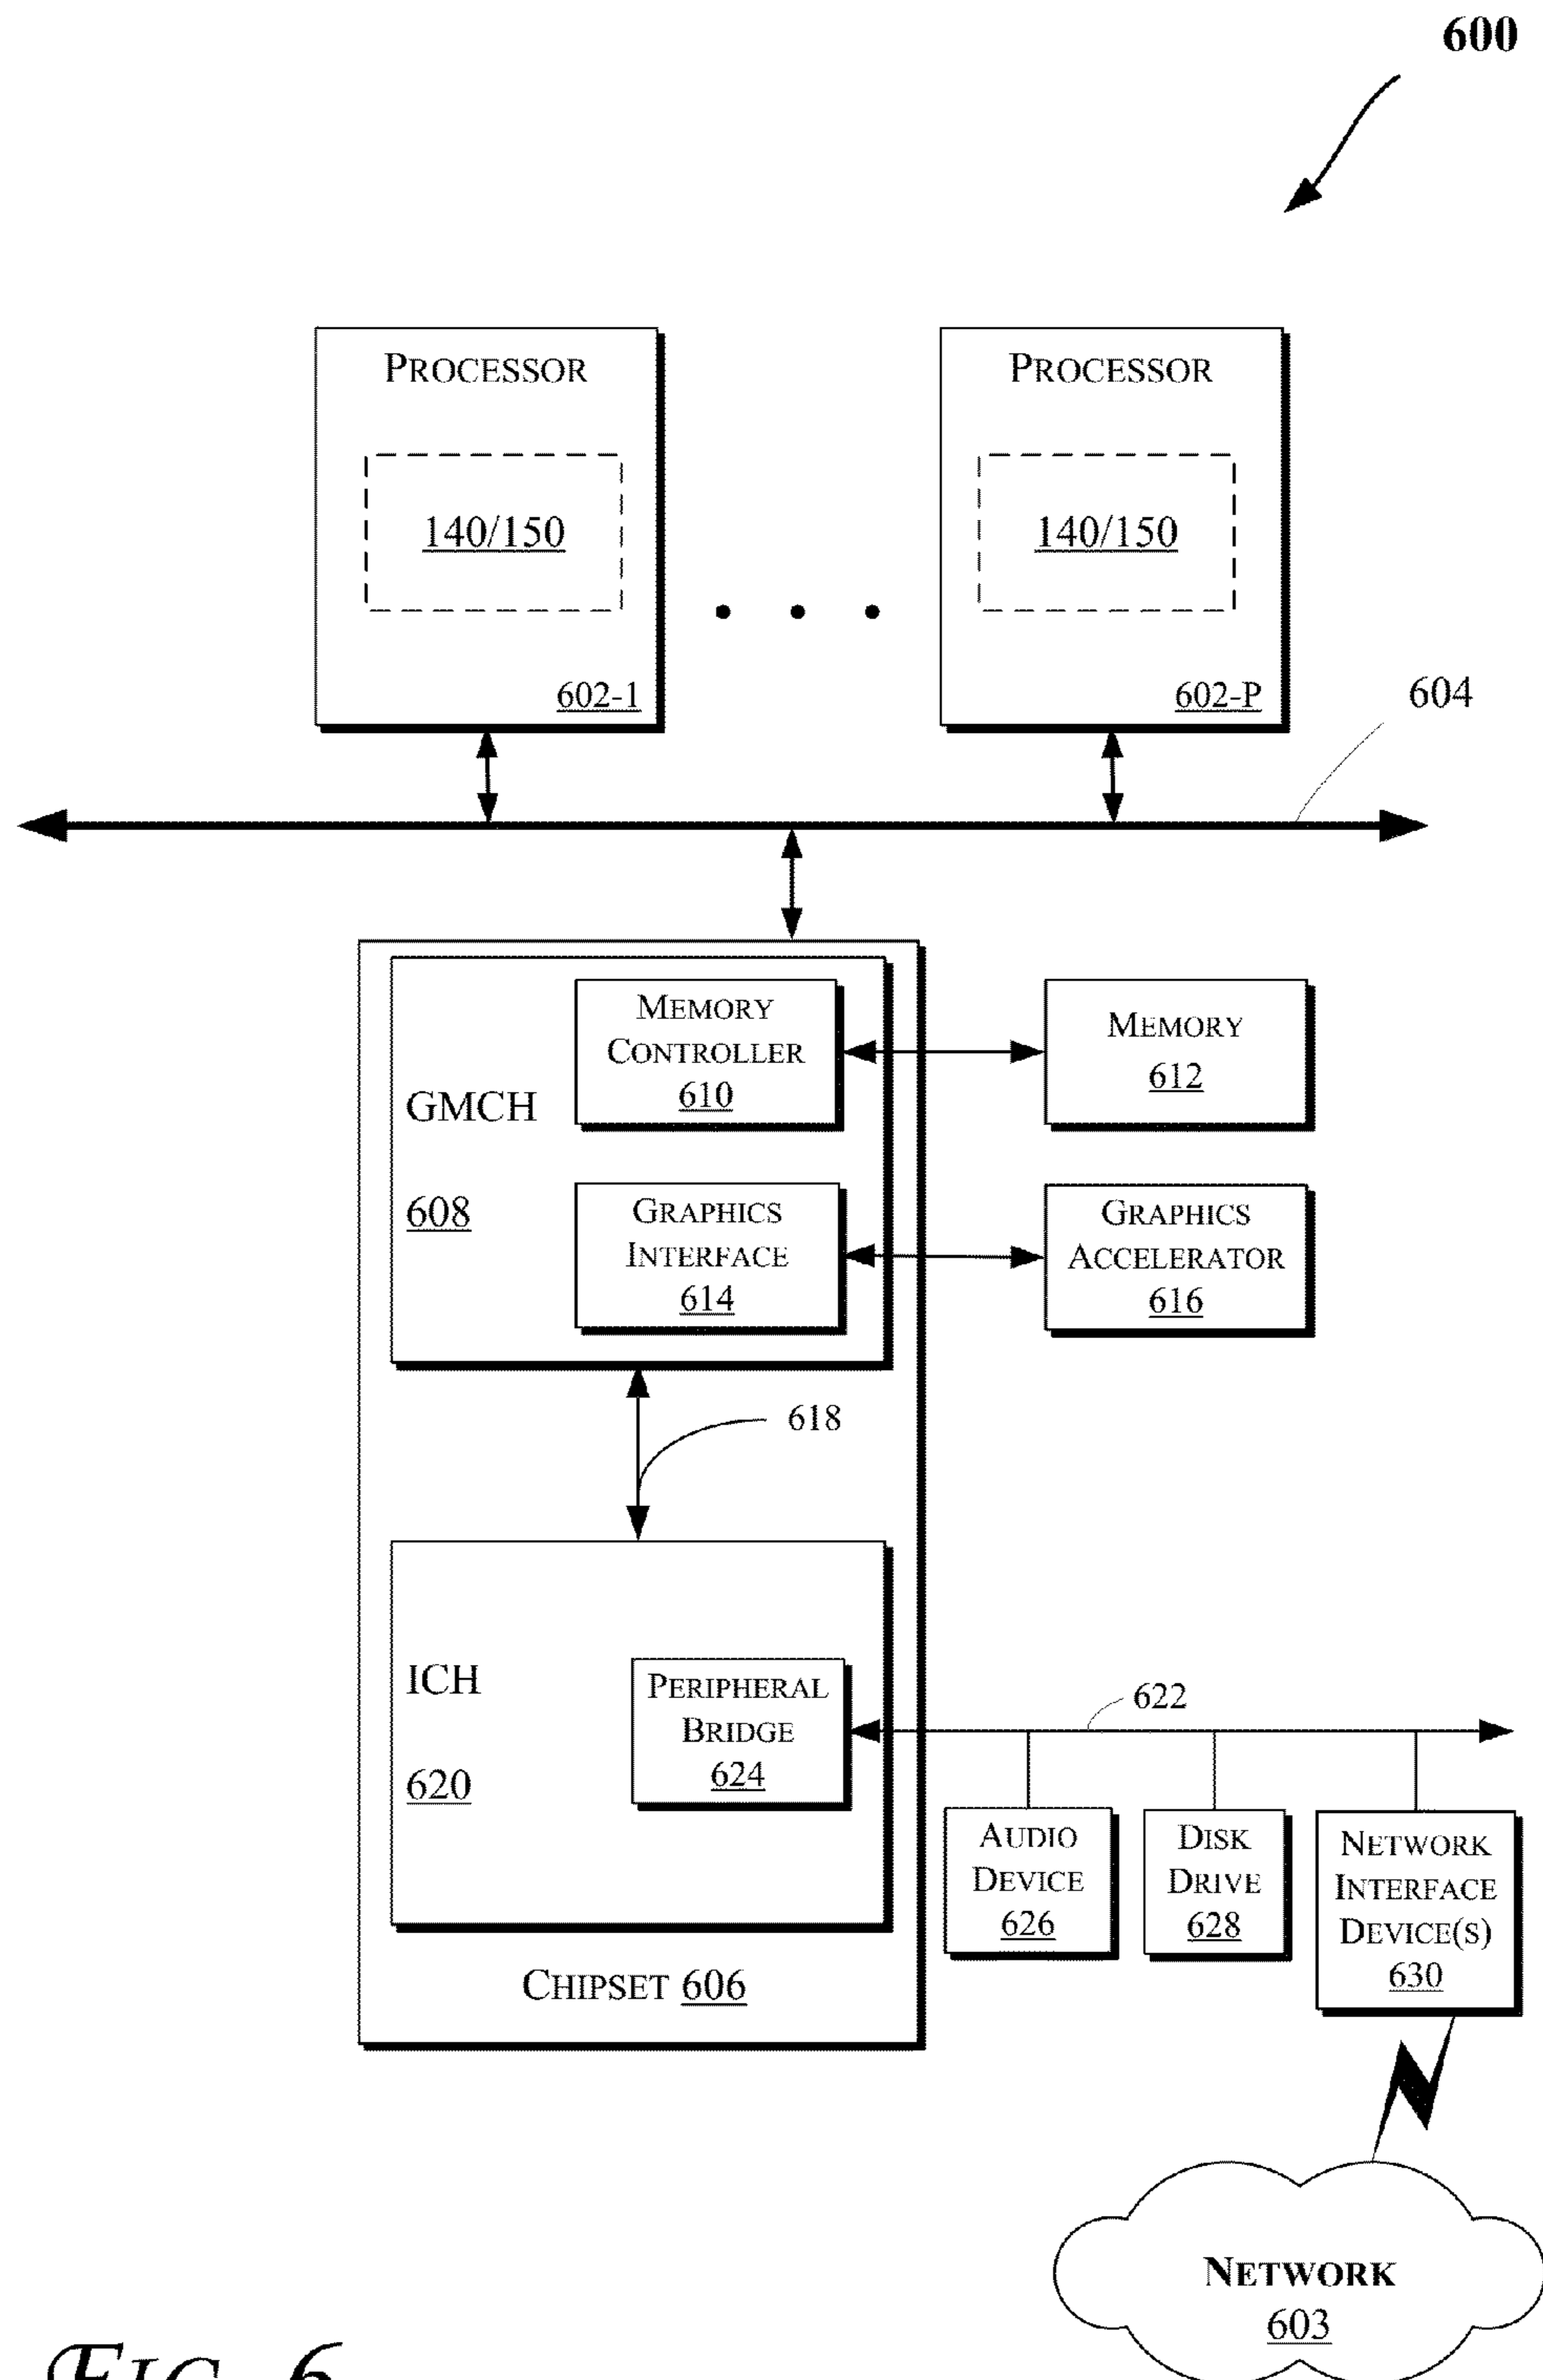 600
PROCESSOR
140/150
602-1
PROCESSOR
140/150
602-P
604
MEMORY
CONTROLLER
610
MEMORY
612
GMCH
608
GRAPHICS
INTERFACE
614
GRAPHICS
ACCELERATOR
616
618
ICH
620
PERIPHERAL
BRIDGE
624
622
AUDIO
DEVICE
626
DISK
DRIVE
628
NETWORK
INTERFACE
DEVICE(S)
630
CHIPSET 606
NETWORK
603
FIG. 6